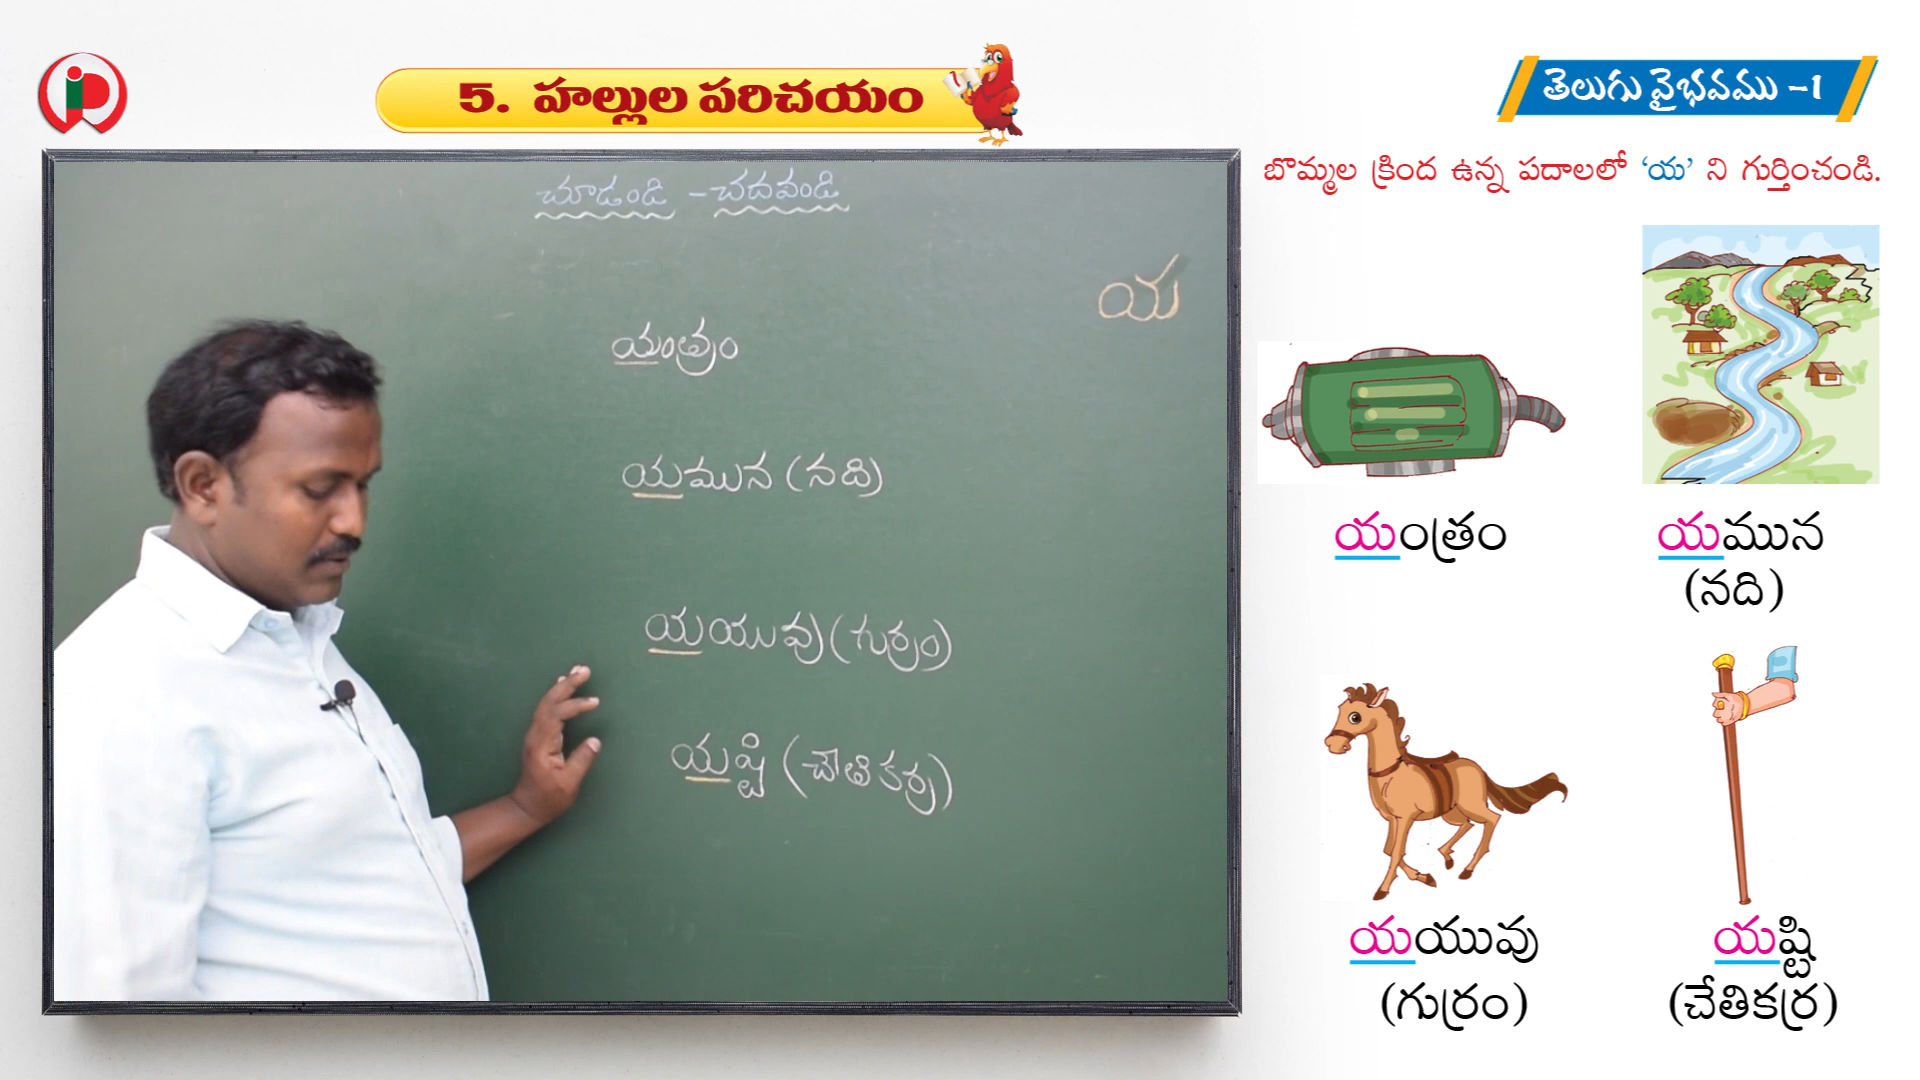 5. హల్లుల పరిచయం
తెలుగు వైభవము -1
చూడండి - చదవండి
య
యంత్రం
యమున (నది)
యయువు (గుర్రం)
యష్టి (చేతికర్ర)
బొమ్మల క్రింద ఉన్న పదాలలో ‘య’ ని గుర్తించండి.
యంత్రం
యమున
(నది)
యయువు
(గుర్రం)
యష్టి
(చేతికర్ర)